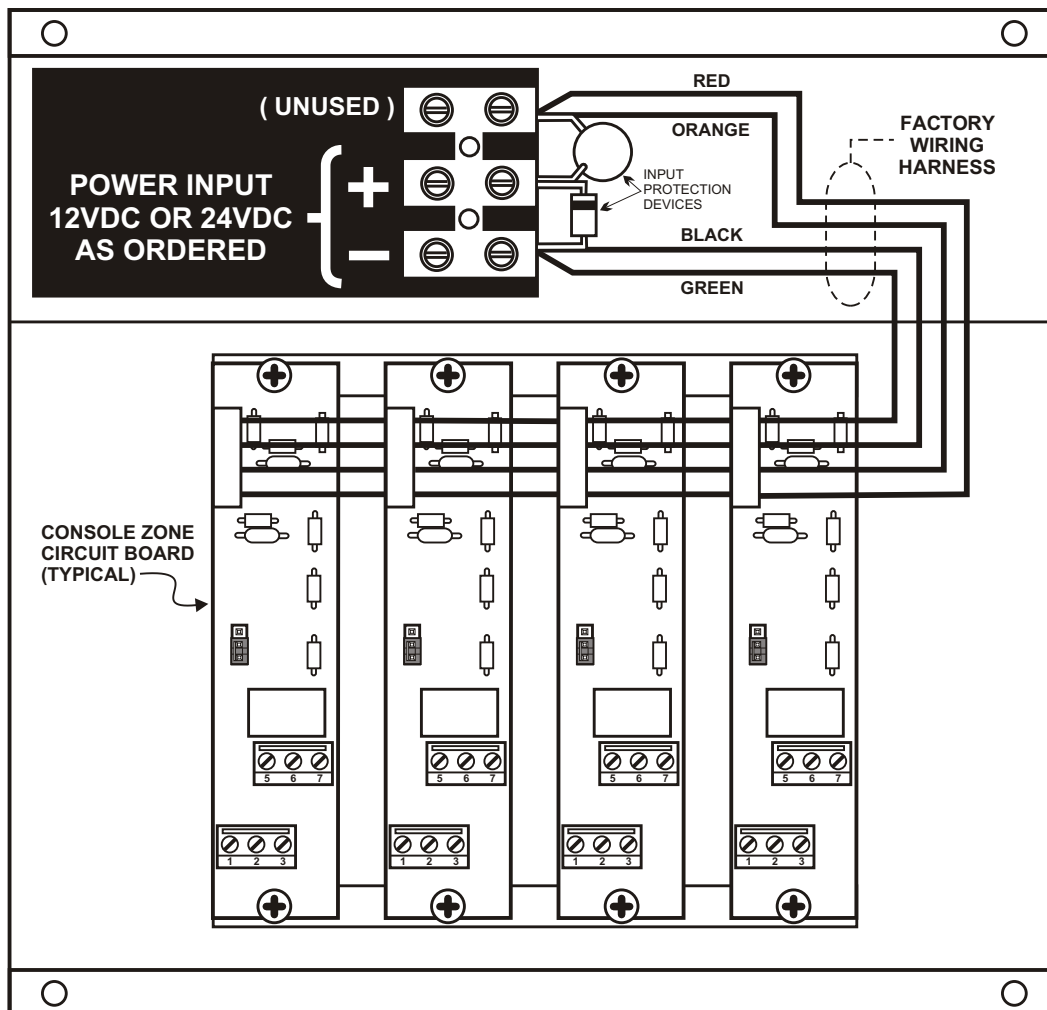 ( UNUSED )
+
–
POWER INPUT
12VDC OR 24VDC
AS ORDERED
RED
ORANGE
INPUT
PROTECTION
DEVICES
BLACK
GREEN
FACTORY
WIRING
HARNESS
CONSOLE ZONE
CIRCUIT BOARD
(TYPICAL)
5 6 7
5 6 7
5 6 7
5 6 7
1 2 3
1 2 3
1 2 3
1 2 3